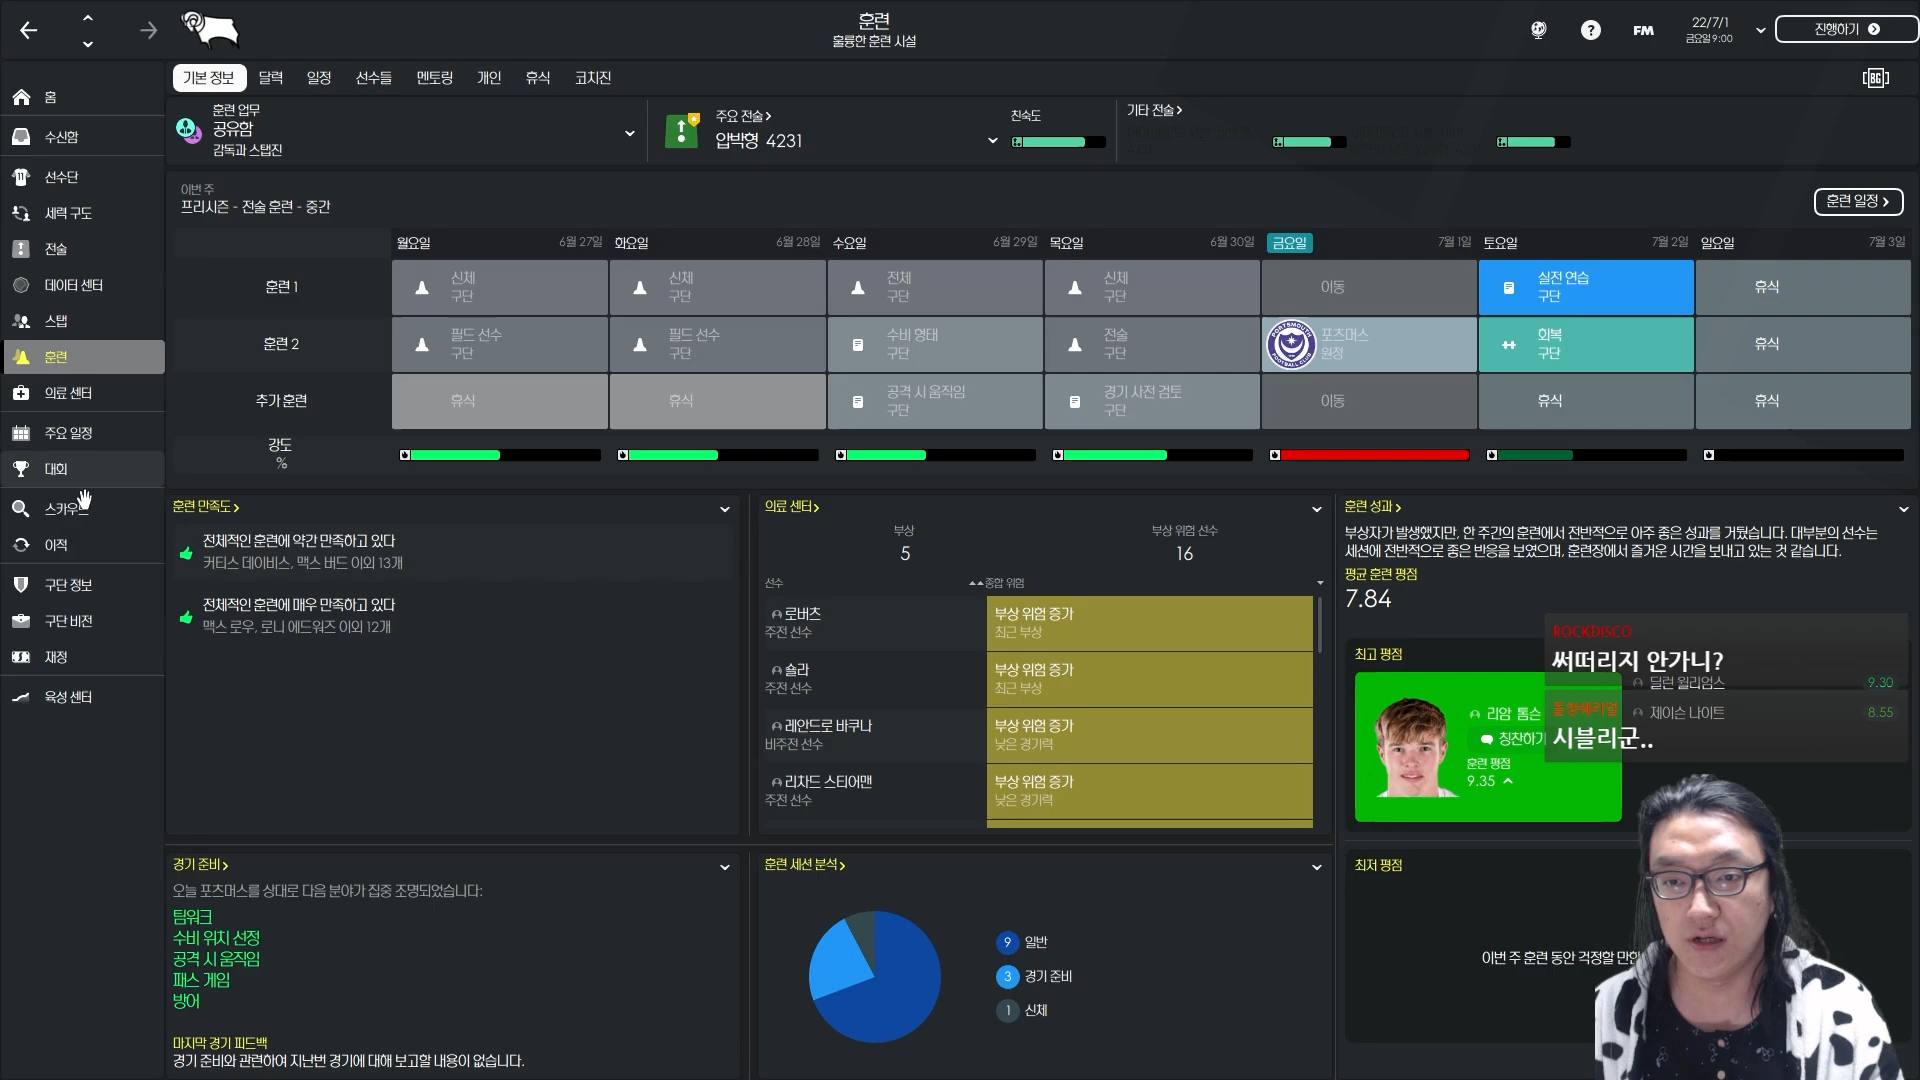 훈련
훌륭한 훈련 시설
FM
22/7/1
금요일 9:00
진행하기
기본 정보
달력
일정
선수들
멘토링
개인
휴식
코치진
BG
홈
수신함
선수단
세력 구도
전술
데이터 센터
스탭
훈련
의료 센터
주요 일정
대회
스카우트
이적
구단 정보
구단 비전
재정
육성 센터
훈련 업무
공유함
감독과 스탭진
주요 전술
압박형 4231
친숙도
기타 전술
이번 주
프리시즌 - 전술 훈련 - 중간
훈련 일정
월요일 6월 27일
화요일 6월 28일
수요일 6월 29일
목요일 6월 30일
금요일 7월 1일
토요일 7월 2일
일요일 7월 3일
훈련 1
신체
구단
신체
구단
전체
구단
신체
구단
이동
실전 연습
구단
휴식
훈련 2
필드 선수
구단
필드 선수
구단
수비 형태
구단
전술
구단
포츠머스
원정
회복
구단
휴식
추가 훈련
휴식
휴식
공격 시 움직임
구단
경기 사전 검토
구단
이동
휴식
휴식
강도
%
훈련 만족도
전체적인 훈련에 약간 만족하고 있다
커티스 데이비스, 맥스 버드 이외 13개
전체적인 훈련에 매우 만족하고 있다
맥스 로우, 로니 에드워즈 이외 12개
의료 센터
부상
5
부상 위험 선수
16
선수
종합 위험
로버츠
주전 선수
부상 위험 증가
최근 부상
숄라
주전 선수
부상 위험 증가
최근 부상
레안드로 바쿠나
비주전 선수
부상 위험 증가
낮은 경기력
리차드 스티어맨
주전 선수
부상 위험 증가
낮은 경기력
훈련 성과
부상자가 발생했지만, 한 주간의 훈련에서 전반적으로 아주 좋은 성과를 거뒀습니다. 대부분의 선수는
세션에 전반적으로 좋은 반응을 보였으며, 훈련장에서 즐거운 시간을 보내고 있는 것 같습니다.
평균 훈련 평점
7.84
최고 평점
리암 톰슨
칭찬하기
훈련 평점
9.35
ROCKDISCO
써떠리지 안가니?
딜런 윌리엄스 9.30
제이슨 나이트 8.55
시블리군..
경기 준비
오늘 포츠머스를 상대로 다음 분야가 집중 조명되었습니다:
팀워크
수비 위치 선정
공격 시 움직임
패스 게임
방어
마지막 경기 피드백
경기 준비와 관련하여 지난번 경기에 대해 보고할 내용이 없습니다.
훈련 세션 분석
9 일반
3 경기 준비
1 신체
최저 평점
이번 주 훈련 동안 걱정할 만한